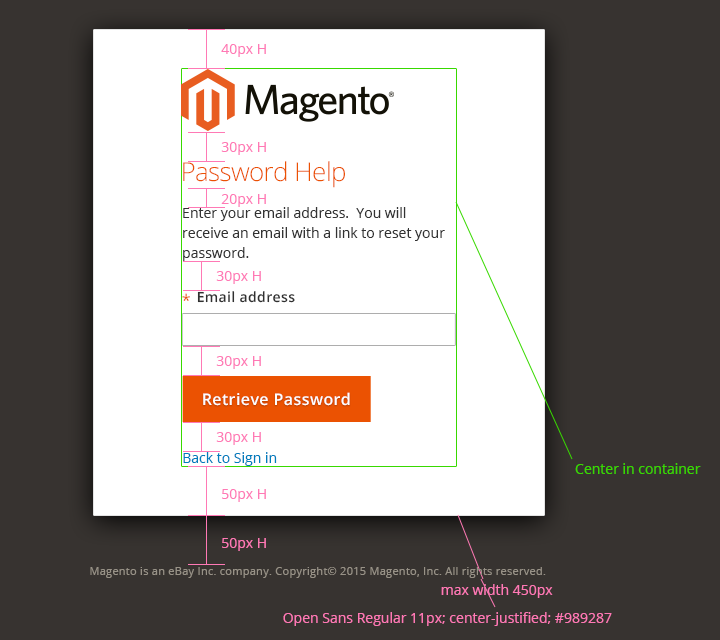 40px H
Magento®
30px H
Password Help
20px H
Enter your email address.  You will
receive an email with a link to reset your
password.
30px H
* Email address
30px H
Retrieve Password
30px H
Back to Sign in
Center in container
50px H
50px H
Magento is an eBay Inc. company. Copyright© 2015 Magento, Inc. All rights reserved.
max width 450px
Open Sans Regular 11px; center-justified; #989287